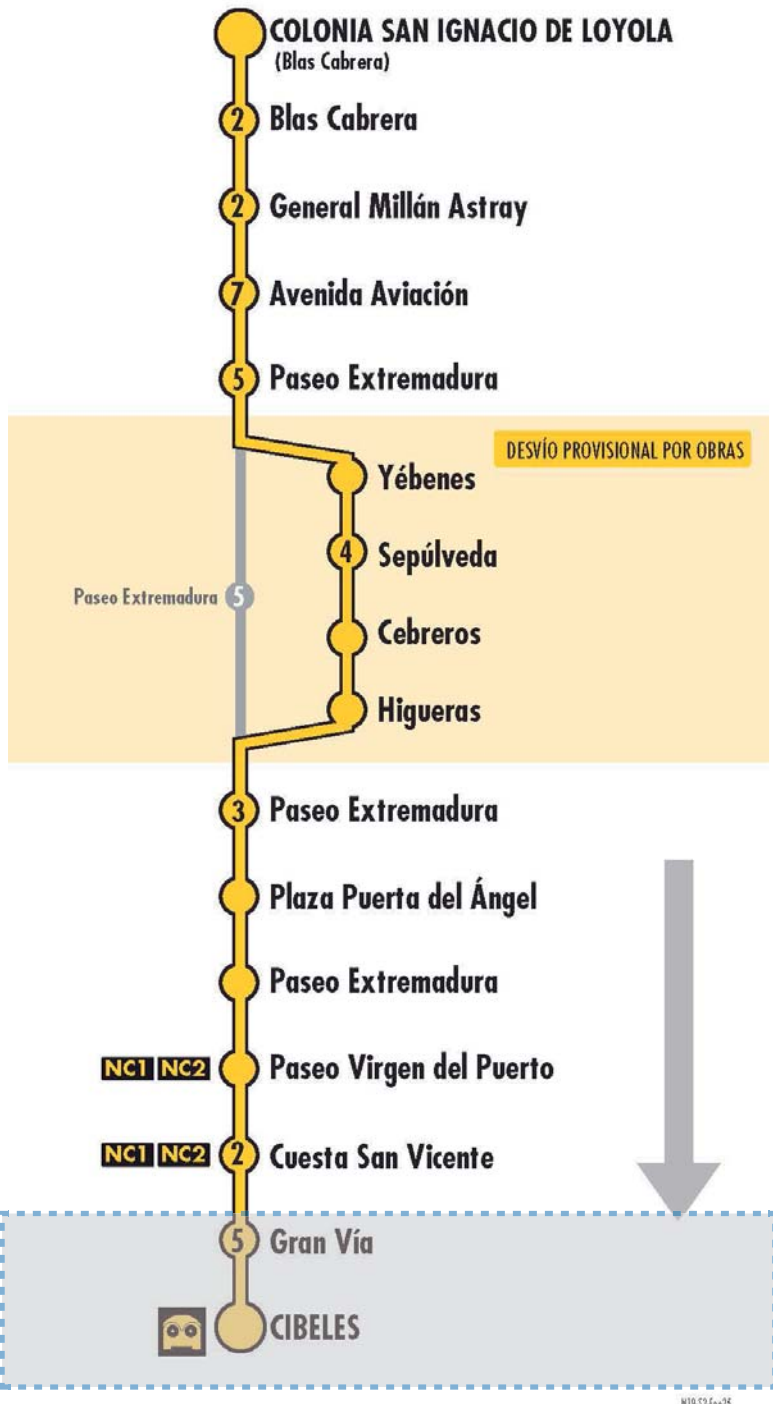 COLONIA SAN IGNACIO DE LOYOLA
(Blas Cabrera)
2 Blas Cabrera
2 General Millán Astray
7 Avenida Aviación
5 Paseo Extremadura
DESVÍO PROVISIONAL POR OBRAS
Yébenes
4 Sepúlveda
Paseo Extremadura 5
Cebreros
Higueras
3 Paseo Extremadura
Plaza Puerta del Ángel
Paseo Extremadura
NC1 NC2 Paseo Virgen del Puerto
NC1 NC2 2 Cuesta San Vicente
5 Gran Vía
CIBELES